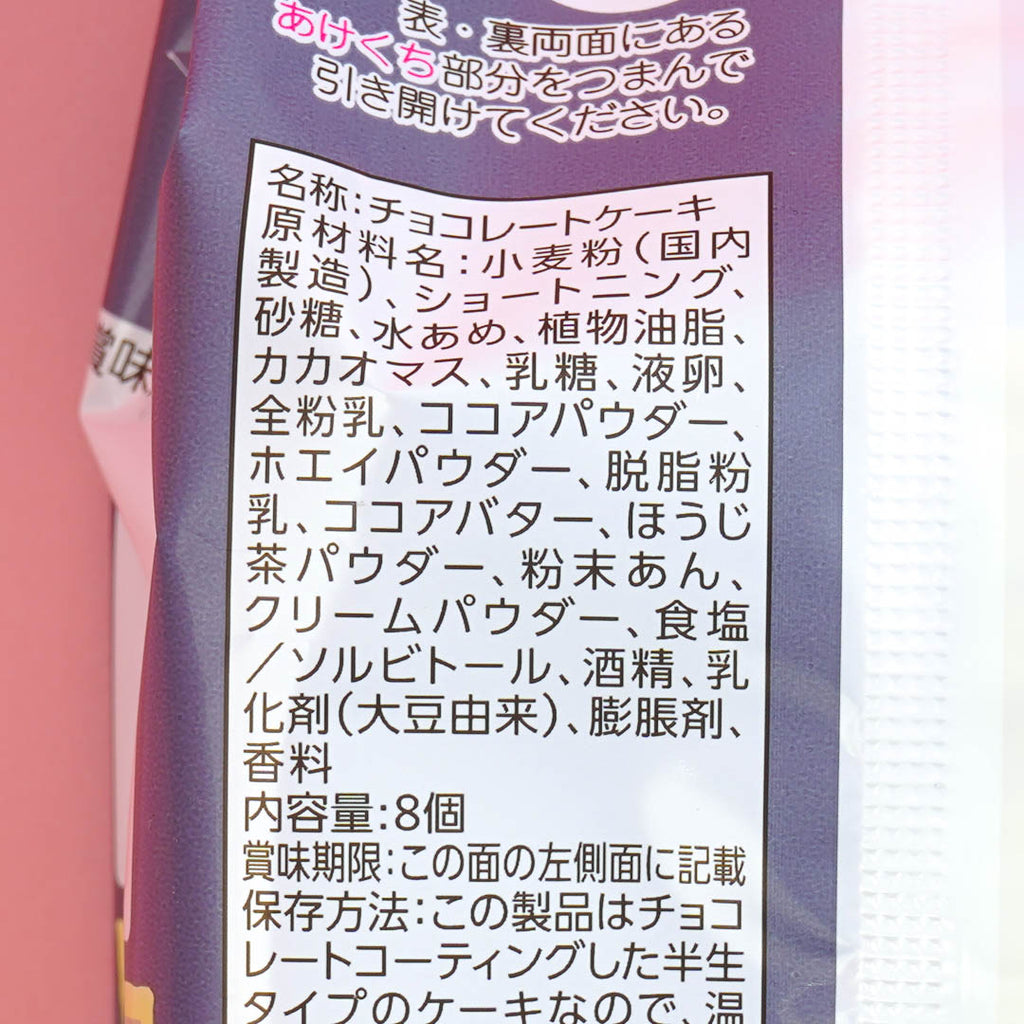 表・裏両面にある
あけくち部分をつまんで
引き開けてください。
名称:チョコレートケーキ
原材料名:小麦粉(国内
製造)、ショートニング、
砂糖、水あめ、植物油脂、
カカオマス、乳糖、液卵、
全粉乳、ココアパウダー、
ホエイパウダー、脱脂粉
乳、ココアバター、ほうじ
茶パウダー、粉末あん、
クリームパウダー、食塩
/ソルビトール、酒精、乳
化剤(大豆由来)、膨脹剤、
香料
内容量:8個
賞味期限:この面の左側面に記載
保存方法:この製品はチョコ
レートコーティングした半生
タイプのケーキなので、温
賞味